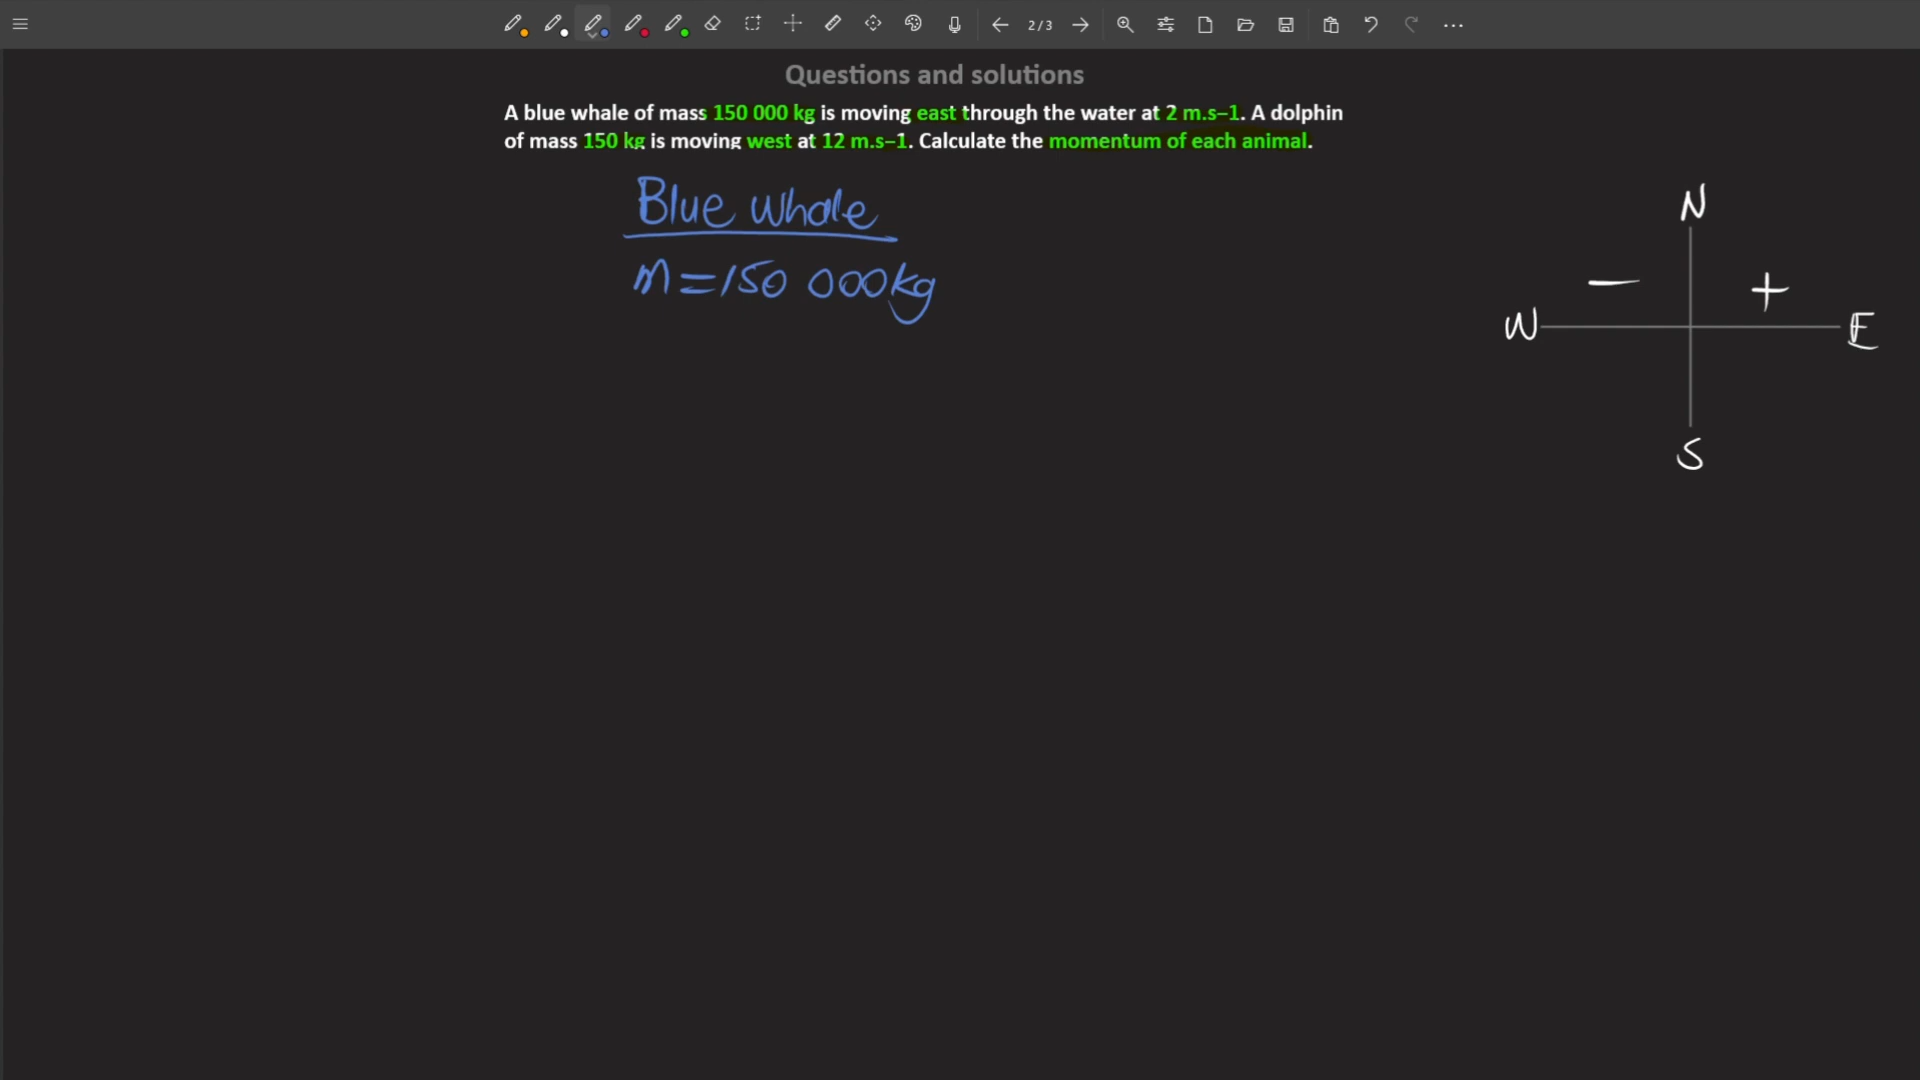 2/3
Questions and solutions
A blue whale of mass 150 000 kg is moving east through the water at 2 m.s–1. A dolphin
of mass 150 kg is moving west at 12 m.s–1. Calculate the momentum of each animal.
Blue whale
m=150 000kg
N
– +
W E
S